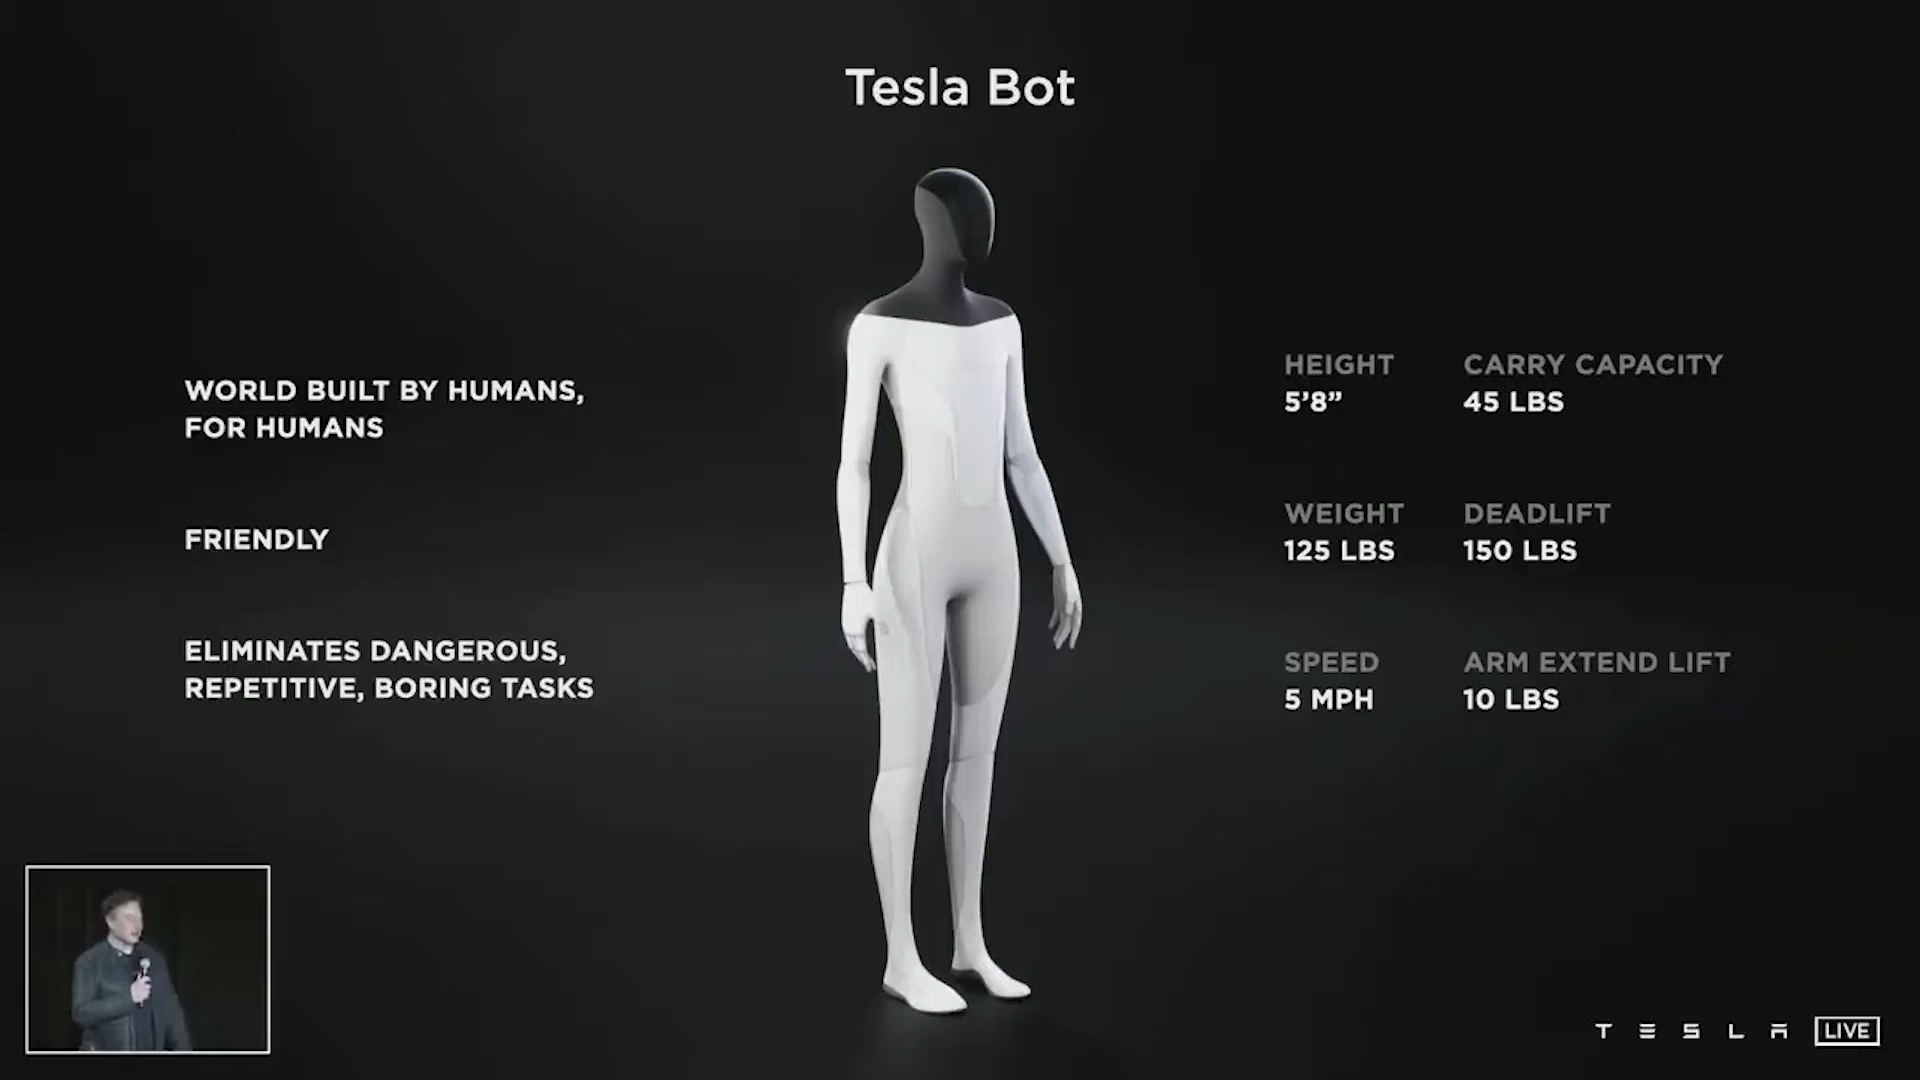 Tesla Bot
WORLD BUILT BY HUMANS,
FOR HUMANS
FRIENDLY
ELIMINATES DANGEROUS,
REPETITIVE, BORING TASKS
HEIGHT
5’8”
CARRY CAPACITY
45 LBS
WEIGHT
125 LBS
DEADLIFT
150 LBS
SPEED
5 MPH
ARM EXTEND LIFT
10 LBS
TESLA LIVE